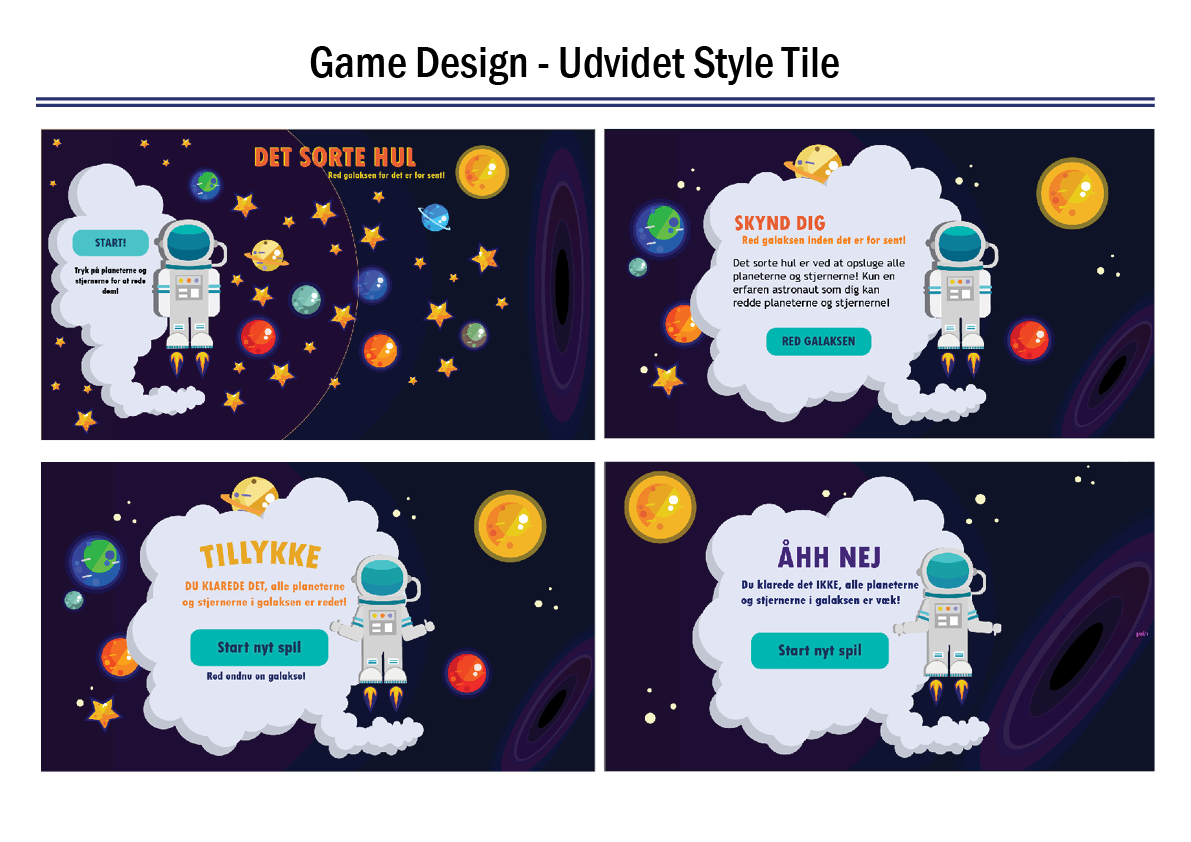 Game Design - Udvidet Style Tile
DET SORTE HUL
Red galaksen før det er for sent!
START!
Tryk på planeterne og
stjernerne for at rede
dem!
SKYND DIG
Red galaksen inden det er for sent!
Det sorte hul er ved at opsluge alle
planeterne og stjernerne! Kun en
erfaren astronaut som dig kan
redde planeterne og stjernerne!
RED GALAKSEN
TILLYKKE
DU KLAREDE DET, alle planeterne
og stjernerne i galaksen er redet!
Start nyt spil
Red endnu en galakse!
ÅHH NEJ
Du klarede det IKKE, alle planeterne
og stjernerne i galaksen er væk!
Start nyt spil